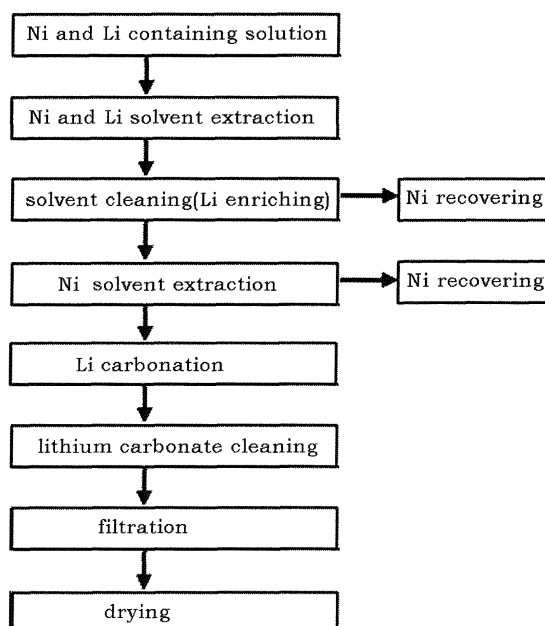 Ni and Li containing solution
Ni and Li solvent extraction
solvent cleaning(Li enriching)
Ni recovering
Ni solvent extraction
Ni recovering
Li carbonation
lithium carbonate cleaning
filtration
drying